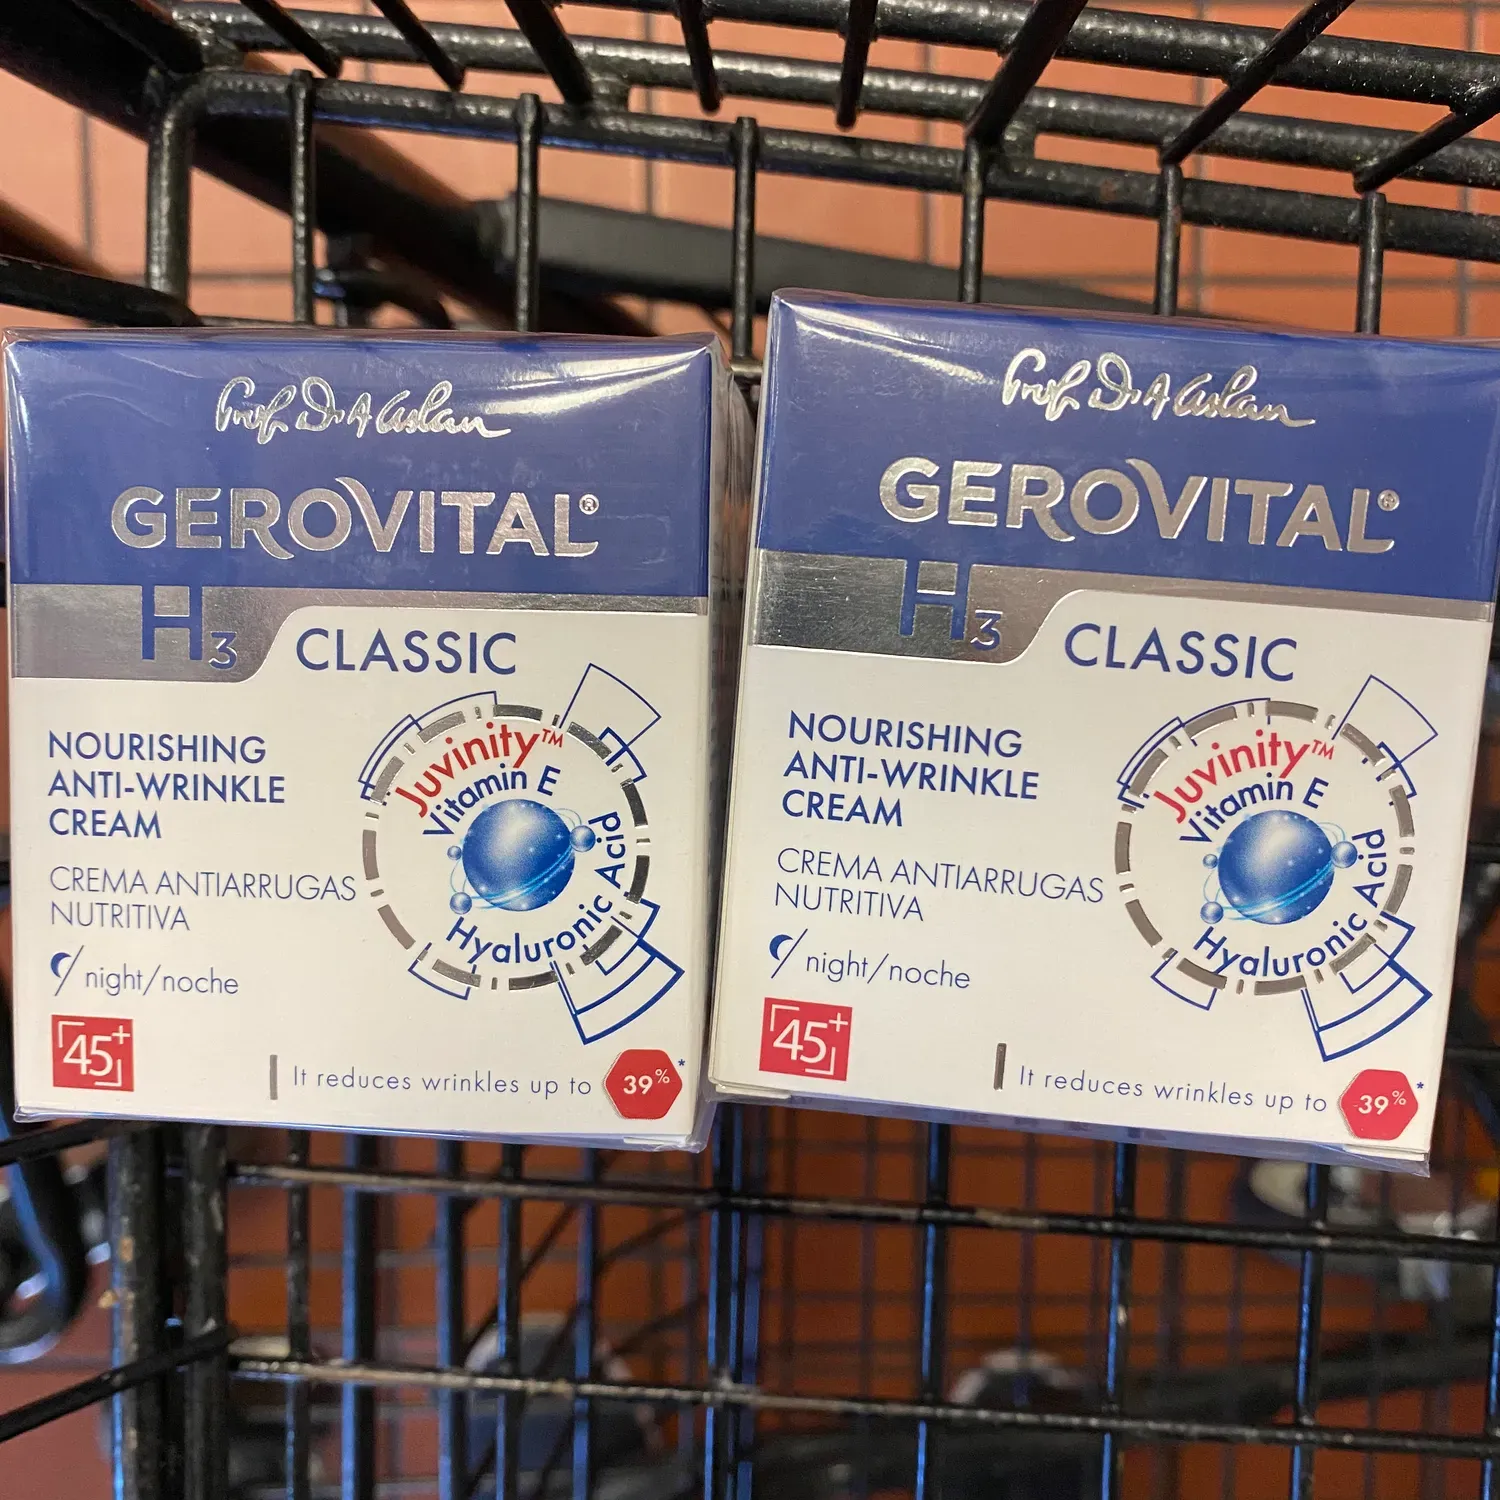 Prof. Dr. A. Aslan
GEROVITAL®
H3
CLASSIC
NOURISHING
ANTI-WRINKLE
CREAM
CREMA ANTIARRUGAS
NUTRITIVA
night/noche
45+
Juvinity™
Vitamin E
Hyaluronic Acid
It reduces wrinkles up to 39%*
Prof. Dr. A. Aslan
GEROVITAL®
H3
CLASSIC
NOURISHING
ANTI-WRINKLE
CREAM
CREMA ANTIARRUGAS
NUTRITIVA
night/noche
45+
Juvinity™
Vitamin E
Hyaluronic Acid
It reduces wrinkles up to 39%*